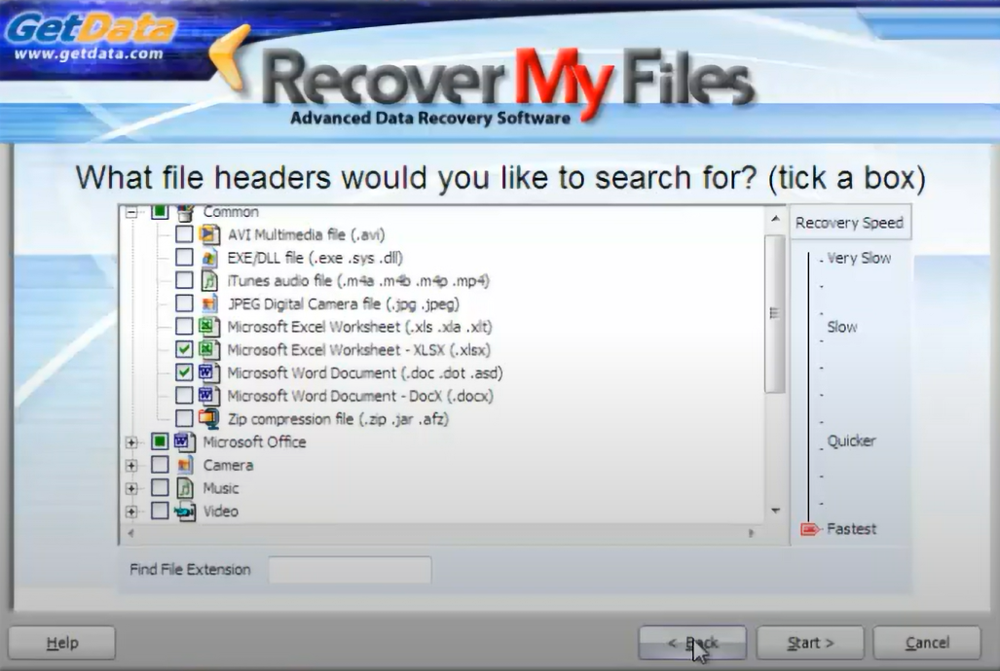 GetData
www.getdata.com
Recover My Files
Advanced Data Recovery Software
What file headers would you like to search for? (tick a box)
Common
AVI Multimedia file (.avi)
EXE/DLL file (.exe .sys .dll)
iTunes audio file (.m4a .m4b .m4p .mp4)
JPEG Digital Camera file (.jpg .jpeg)
Microsoft Excel Worksheet (.xls .xla .xlt)
Microsoft Excel Worksheet - XLSX (.xlsx)
Microsoft Word Document (.doc .dot .asd)
Microsoft Word Document - DocX (.docx)
Zip compression file (.zip .jar .afz)
Microsoft Office
Camera
Music
Video
Recovery Speed
Very Slow
Slow
Quicker
Fastest
Find File Extension
Help
< Back
Start >
Cancel